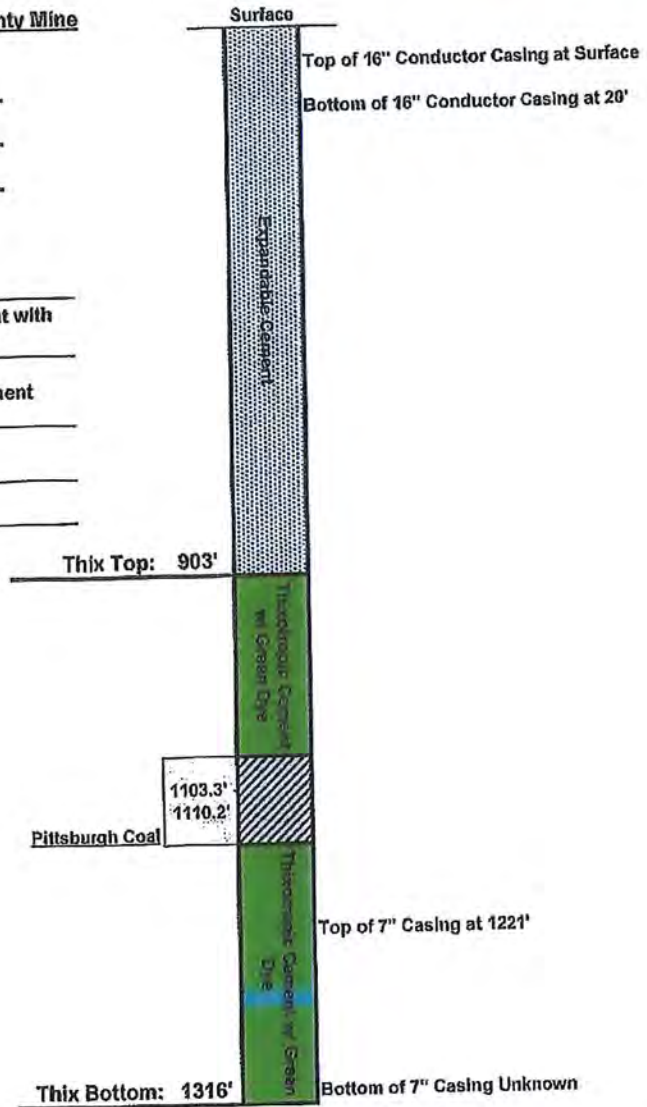 nty Mine
Surface
Top of 16" Conductor Casing at Surface
Bottom of 16" Conductor Casing at 20'
Expandable Cement
t with
nent
Thix Top: 903'
Thixotropic Cement
w/ Green Dye
1103.3'
1110.2'
Pittsburgh Coal
Thixotropic Cement w/ Green
Dye
Top of 7" Casing at 1221'
Thix Bottom: 1316'
Bottom of 7" Casing Unknown